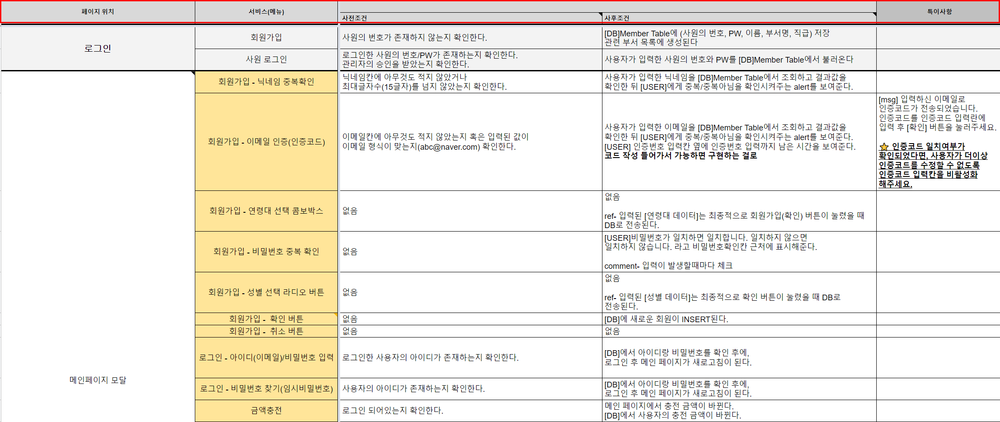 페이지 위치
서비스(메뉴)
특이사항
사전조건
사후조건
로그인
회원가입
사원의 번호가 존재하지 않는지 확인한다.
[DB]Member Table에 (사원의 번호, PW, 이름, 부서명, 직급) 저장
관련 부서 목록에 생성된다
사원 로그인
로그인한 사원의 번호/PW가 존재하는지 확인한다.
관리자의 승인을 받았는지 확인한다.
사용자가 입력한 사원의 번호와 PW를 [DB]Member Table에서 불러온다
메인페이지 모달
회원가입 - 닉네임 중복확인
닉네임칸에 아무것도 적지 않았거나
최대글자수(15글자)를 넘지 않았는지 확인한다.
사용자가 입력한 닉네임을 [DB]Member Table에서 조회하고 결과값을
확인한 뒤 [USER]에게 중복/중복아님을 확인시켜주는 alert를 보여준다.
회원가입 - 이메일 인증(인증코드)
이메일칸에 아무것도 적지 않았는지 혹은 입력된 값이
이메일 형식이 맞는지(abc@naver.com) 확인한다.
사용자가 입력한 이메일을 [DB]Member Table에서 조회하고 결과값을
확인한 뒤 [USER]에게 중복/중복아님을 확인시켜주는 alert를 보여준다.
[USER] 인증번호 입력칸 옆에 인증번호 입력까지 남은 시간을 보여준다.
코드 작성 들어가서 가능하면 구현하는 걸로
[msg] 입력하신 이메일로
인증코드가 전송되었습니다.
인증코드를 인증코드 입력란에
입력 후 [확인] 버튼을 눌러주세요.
⭐ 인증코드 일치여부가
확인되었다면, 사용자가 더이상
인증코드를 수정할 수 없도록
인증코드 입력칸을 비활성화
해주세요.
회원가입 - 연령대 선택 콤보박스
없음
없음
ref- 입력된 [연령대 데이터]는 최종적으로 회원가입(확인) 버튼이 눌렸을 때
DB로 전송된다.
회원가입 - 비밀번호 중복 확인
없음
[USER]비밀번호가 일치하면 일치합니다. 일치하지 않으면
일치하지 않습니다. 라고 비밀번호확인칸 근처에 표시해준다.
comment- 입력이 발생할때마다 체크
회원가입 - 성별 선택 라디오 버튼
없음
없음
ref- 입력된 [성별 데이터]는 최종적으로 확인 버튼이 눌렸을 때 DB로
전송된다.
회원가입 - 확인 버튼
없음
[DB]에 새로운 회원이 INSERT된다.
회원가입 - 취소 버튼
없음
없음
로그인 - 아이디(이메일)/비밀번호 입력
로그인한 사용자의 아이디가 존재하는지 확인한다.
[DB]에서 아이디랑 비밀번호를 확인 후에,
로그인 후 메인 페이지가 새로고침이 된다.
로그인 - 비밀번호 찾기(임시비밀번호)
사용자의 아이디가 존재하는지 확인한다.
[DB]에서 아이디랑 비밀번호를 확인 후에,
로그인 후 메인 페이지가 새로고침이 된다.
금액충전
로그인 되어있는지 확인한다.
메인 페이지에서 충전 금액이 바뀐다.
[DB]에서 사용자의 충전 금액이 바뀐다.